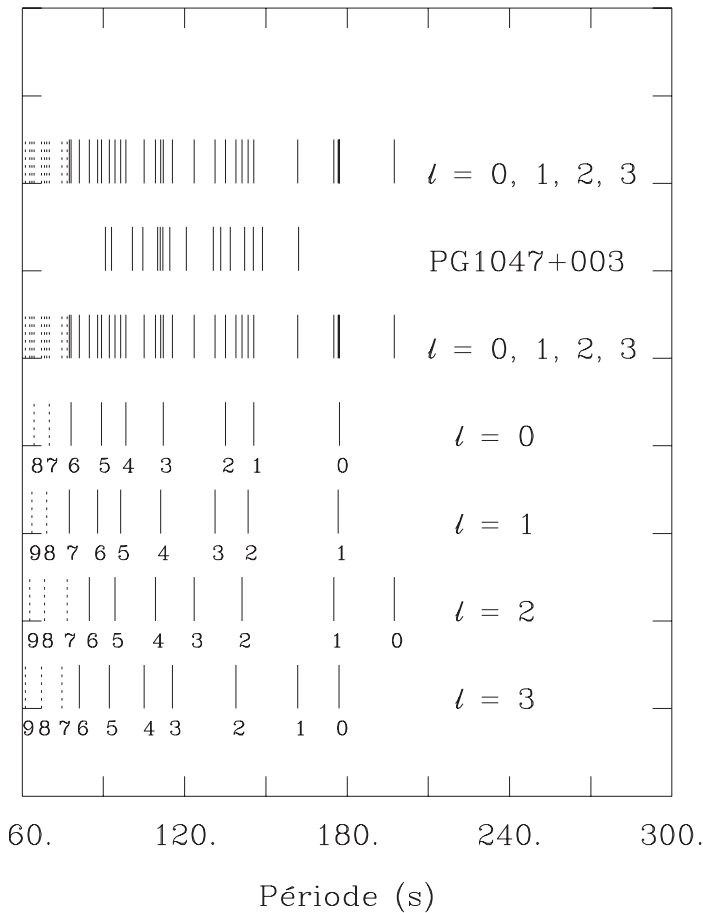 ℓ = 0, 1, 2, 3
PG1047+003
ℓ = 0, 1, 2, 3
ℓ = 0
8 7 6 5 4 3 2 1 0
ℓ = 1
9 8 7 6 5 4 3 2 1
ℓ = 2
9 8 7 6 5 4 3 2 1 0
ℓ = 3
9 8 7 6 5 4 3 2 1 0
60. 120. 180. 240. 300.
Période (s)